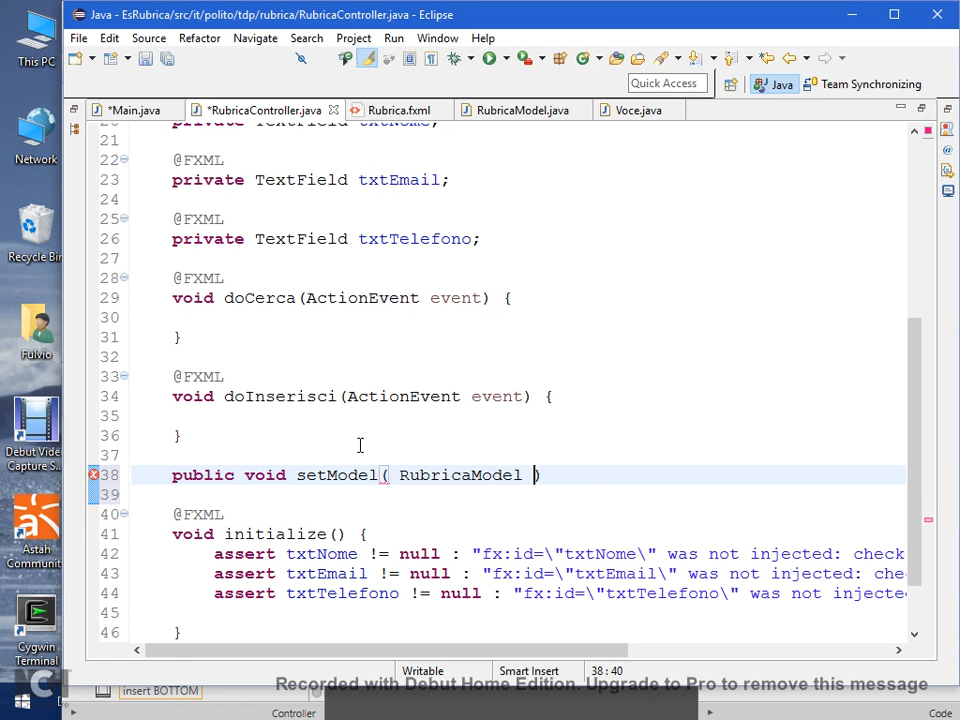 This PC
Network
Recycle Bin
Fulvio
Debut Video
Capture S...
Astah
Communit
Cygwin
Terminal
Java - EsRubrica/src/it/polito/tdp/rubrica/RubricaController.java - Eclipse
File Edit Source Refactor Navigate Search Project Run Window Help
Quick Access
Java
Team Synchronizing
*Main.java
*RubricaController.java
Rubrica.fxml
RubricaModel.java
Voce.java
20 private TextField txtNome;
21
22 @FXML
23 private TextField txtEmail;
24
25 @FXML
26 private TextField txtTelefono;
27
28 @FXML
29 void doCerca(ActionEvent event) {
30
31 }
32
33 @FXML
34 void doInserisci(ActionEvent event) {
35
36 }
37
38 public void setModel( RubricaModel )
39
40 @FXML
41 void initialize() {
42 assert txtNome != null : "fx:id=\"txtNome\" was not injected: check
43 assert txtEmail != null : "fx:id=\"txtEmail\" was not injected: che
44 assert txtTelefono != null : "fx:id=\"txtTelefono\" was not injecte
45
46 }
Writable
Smart Insert
38 : 40
Recorded with Debut Home Edition. Upgrade to Pro to remove this message
insert BOTTOM
Controller
Code